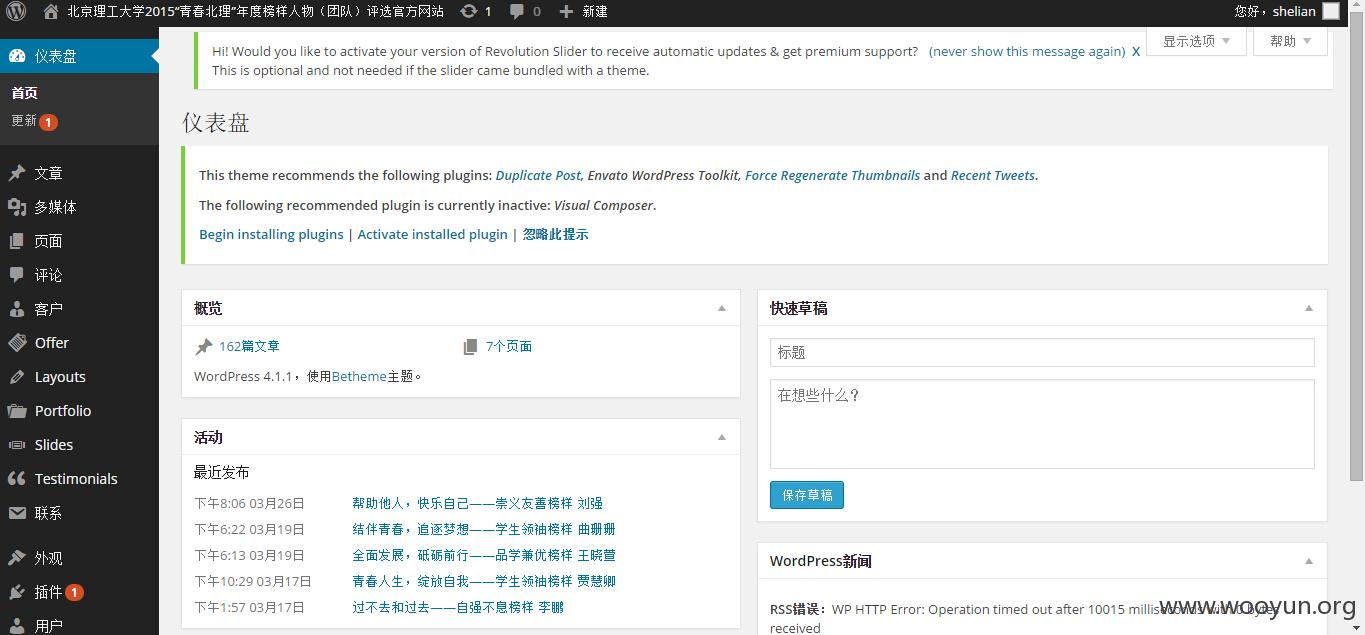 北京理工大学2015“青春北理”年度榜样人物（团队）评选官方网站 1 0 新建 您好，shelian
仪表盘
首页
更新 1
文章
多媒体
页面
评论
客户
Offer
Layouts
Portfolio
Slides
Testimonials
联系
外观
插件 1
用户
显示选项 帮助
Hi! Would you like to activate your version of Revolution Slider to receive automatic updates & get premium support? (never show this message again) X
This is optional and not needed if the slider came bundled with a theme.
仪表盘
This theme recommends the following plugins: Duplicate Post, Envato WordPress Toolkit, Force Regenerate Thumbnails and Recent Tweets.
The following recommended plugin is currently inactive: Visual Composer.
Begin installing plugins | Activate installed plugin | 忽略此提示
概览
162篇文章 7个页面
WordPress 4.1.1，使用Betheme主题。
活动
最近发布
下午8:06 03月26日 帮助他人，快乐自己——崇义友善榜样 刘强
下午6:22 03月19日 结伴青春，追逐梦想——学生领袖榜样 曲珊珊
下午6:13 03月19日 全面发展，砥砺前行——品学兼优榜样 王晓萱
下午10:29 03月17日 青春人生，绽放自我——学生领袖榜样 贾慧卿
下午1:57 03月17日 过不去和过去——自强不息榜样 李鹏
快速草稿
标题
在想些什么？
保存草稿
WordPress新闻
RSS错误：WP HTTP Error: Operation timed out after 10015 milliseconds with 0 bytes
received
www.wooyun.org